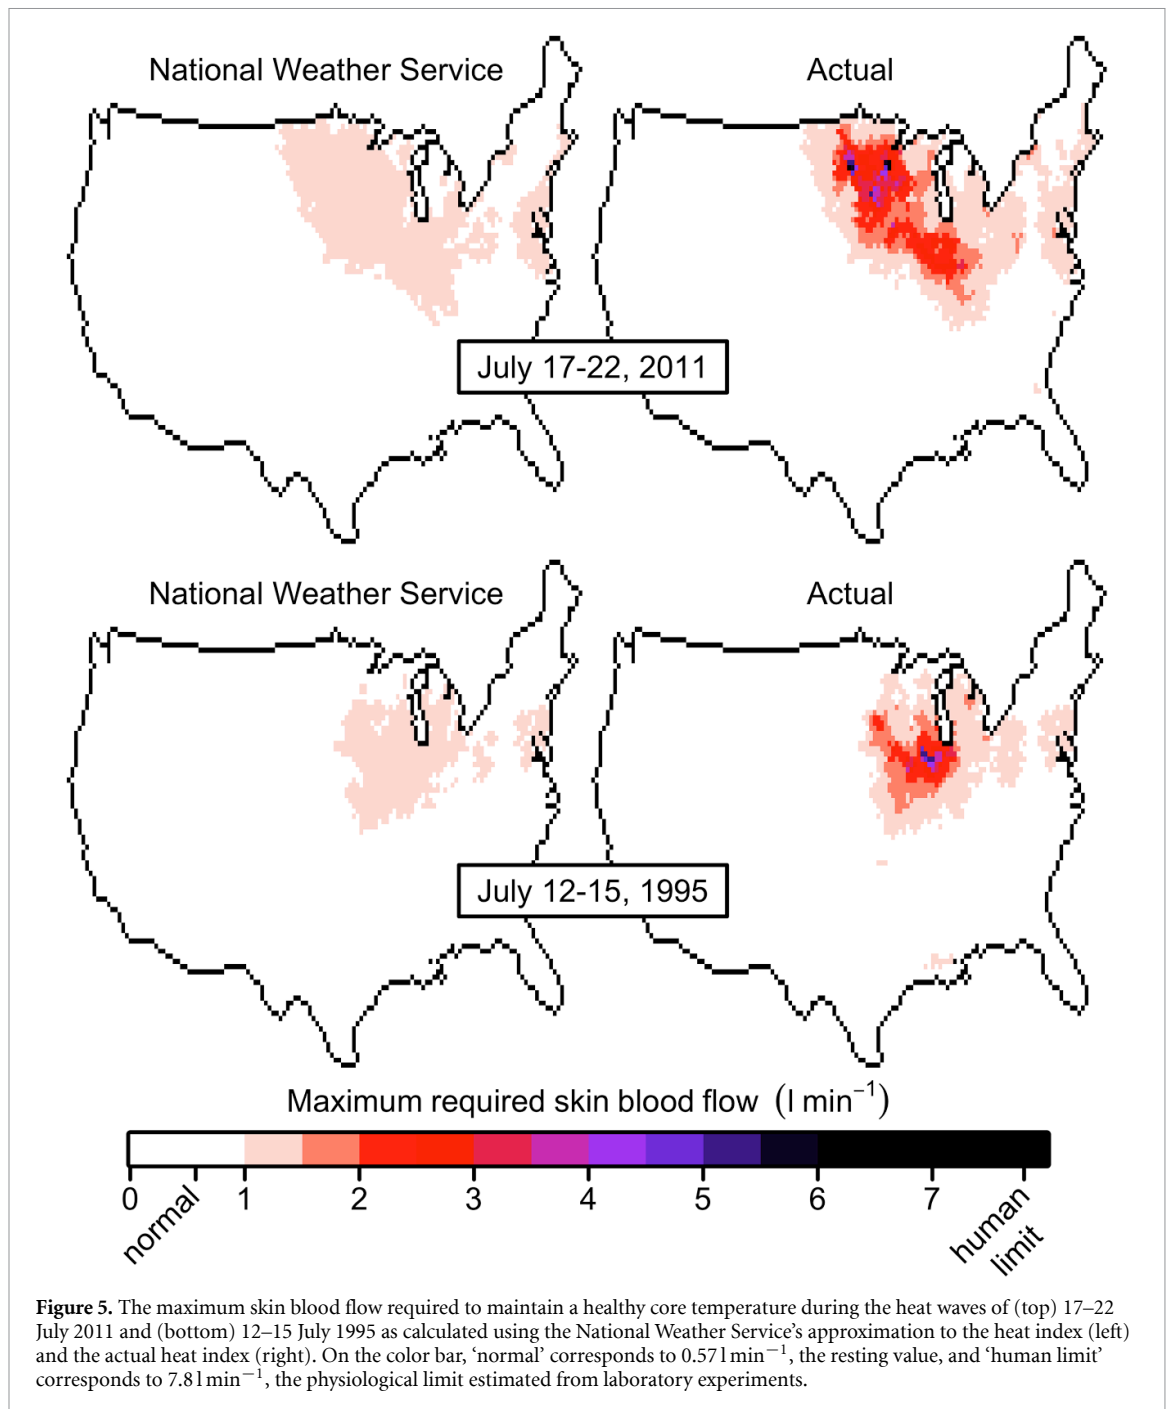 National Weather Service
Actual
July 17-22, 2011
National Weather Service
Actual
July 12-15, 1995
Maximum required skin blood flow (l min⁻¹)
0 normal 1 2 3 4 5 6 7 human limit
Figure 5. The maximum skin blood flow required to maintain a healthy core temperature during the heat waves of (top) 17–22
July 2011 and (bottom) 12–15 July 1995 as calculated using the National Weather Service's approximation to the heat index (left)
and the actual heat index (right). On the color bar, 'normal' corresponds to 0.57 l min⁻¹, the resting value, and 'human limit'
corresponds to 7.8 l min⁻¹, the physiological limit estimated from laboratory experiments.